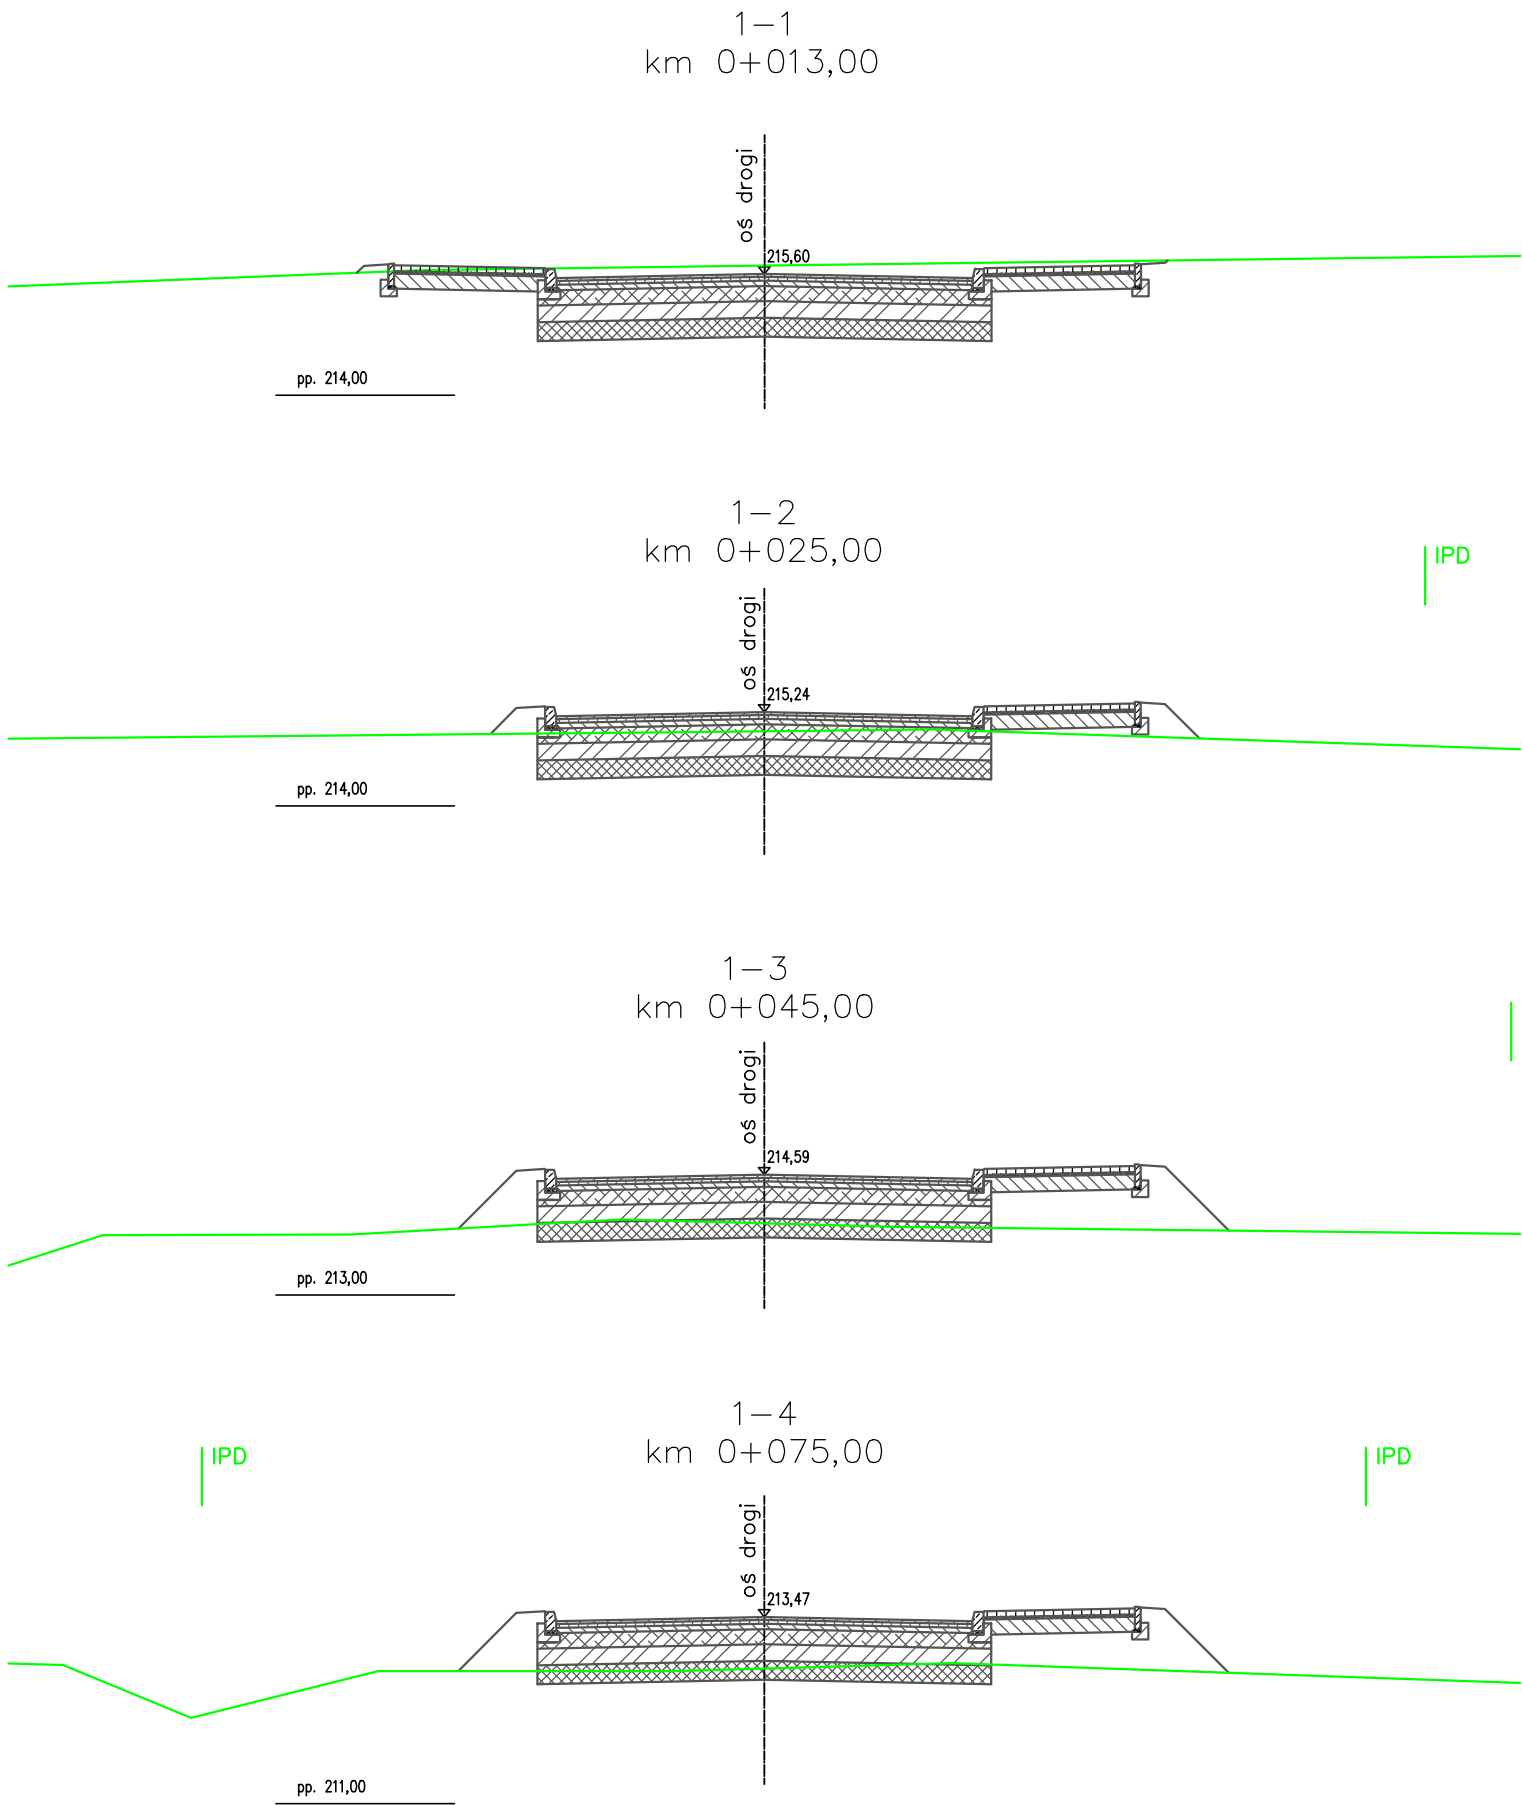 1-1
km 0+013,00
oś drogi
215,60
pp. 214,00
1-2
km 0+025,00
IPD
oś drogi
215,24
pp. 214,00
1-3
km 0+045,00
oś drogi
214,59
pp. 213,00
1-4
km 0+075,00
IPD
IPD
oś drogi
213,47
pp. 211,00